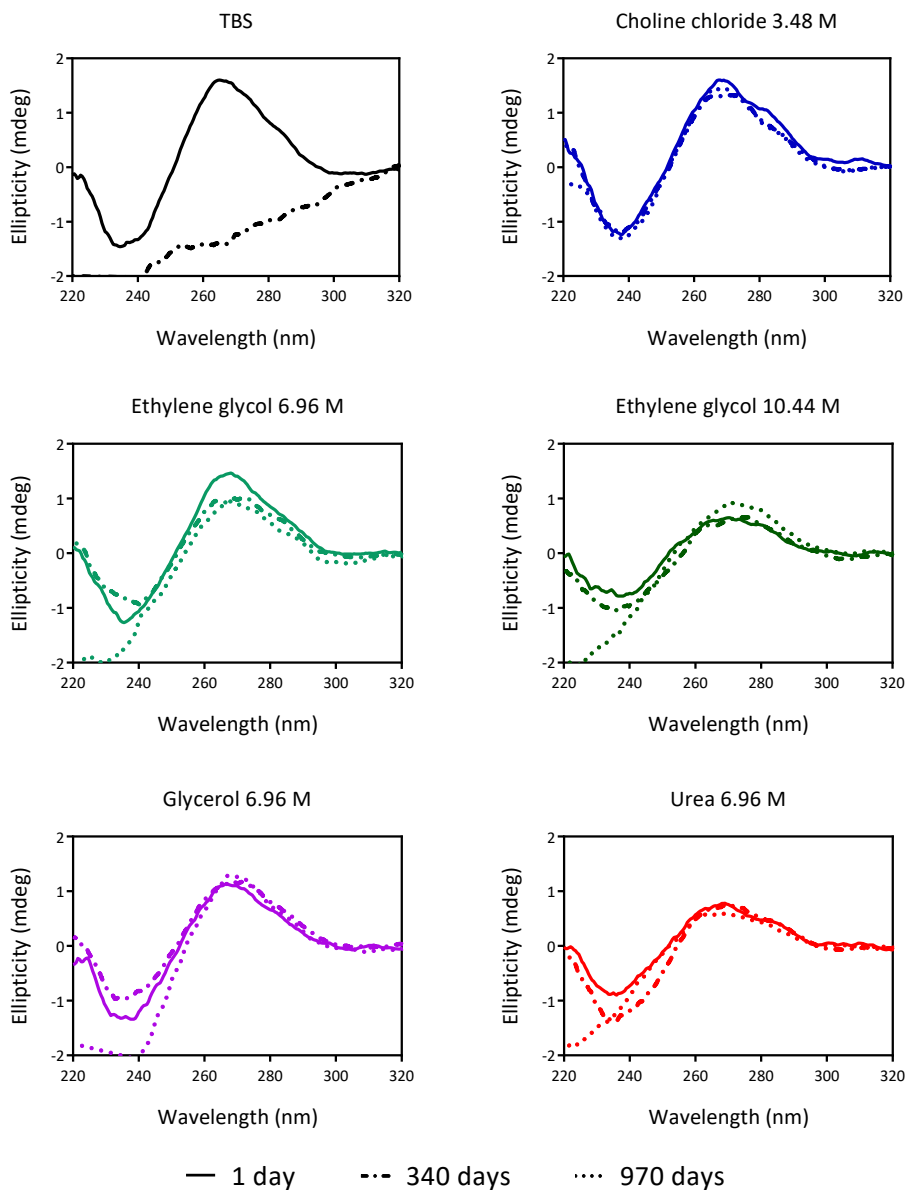 TBS
Choline chloride 3.48 M
2
1
0
-1
-2
Ellipticity (mdeg)
220 240 260 280 300 320
Wavelength (nm)
2
1
0
-1
-2
Ellipticity (mdeg)
220 240 260 280 300 320
Wavelength (nm)
Ethylene glycol 6.96 M
Ethylene glycol 10.44 M
2
1
0
-1
-2
Ellipticity (mdeg)
220 240 260 280 300 320
Wavelength (nm)
2
1
0
-1
-2
Ellipticity (mdeg)
220 240 260 280 300 320
Wavelength (nm)
Glycerol 6.96 M
Urea 6.96 M
2
1
0
-1
-2
Ellipticity (mdeg)
220 240 260 280 300 320
Wavelength (nm)
2
1
0
-1
-2
Ellipticity (mdeg)
220 240 260 280 300 320
Wavelength (nm)
1 day 340 days 970 days